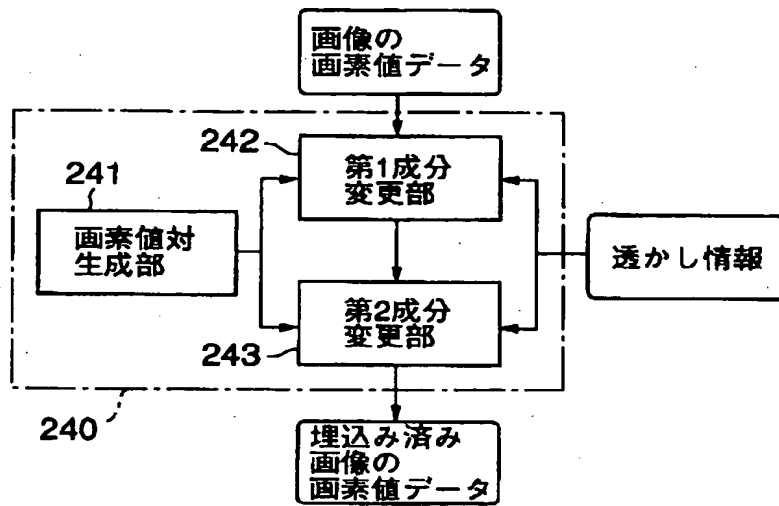 画像の
画素値データ
242
第1成分
変更部
241
画素値対
生成部
透かし情報
第2成分
変更部
243
240
埋込み済み
画像の
画素値データ